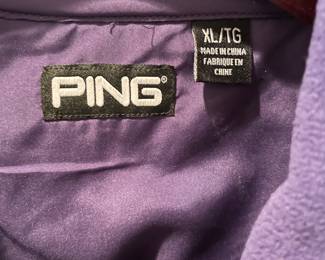 PING®
XL/TG
MADE IN CHINA
FABRIQUE EN
CHINE